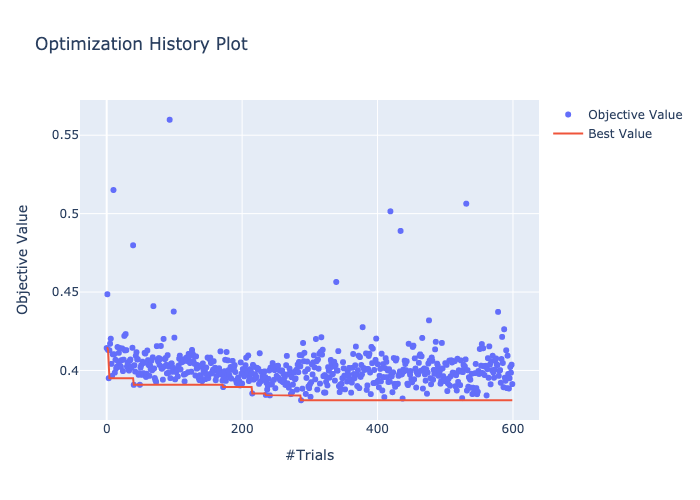 Optimization History Plot
Objective Value
Best Value
0.55
0.5
0.45
0.4
Objective Value
0
200
400
600
#Trials